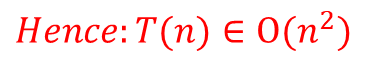 Hence: T(n) ∈ O(n²)